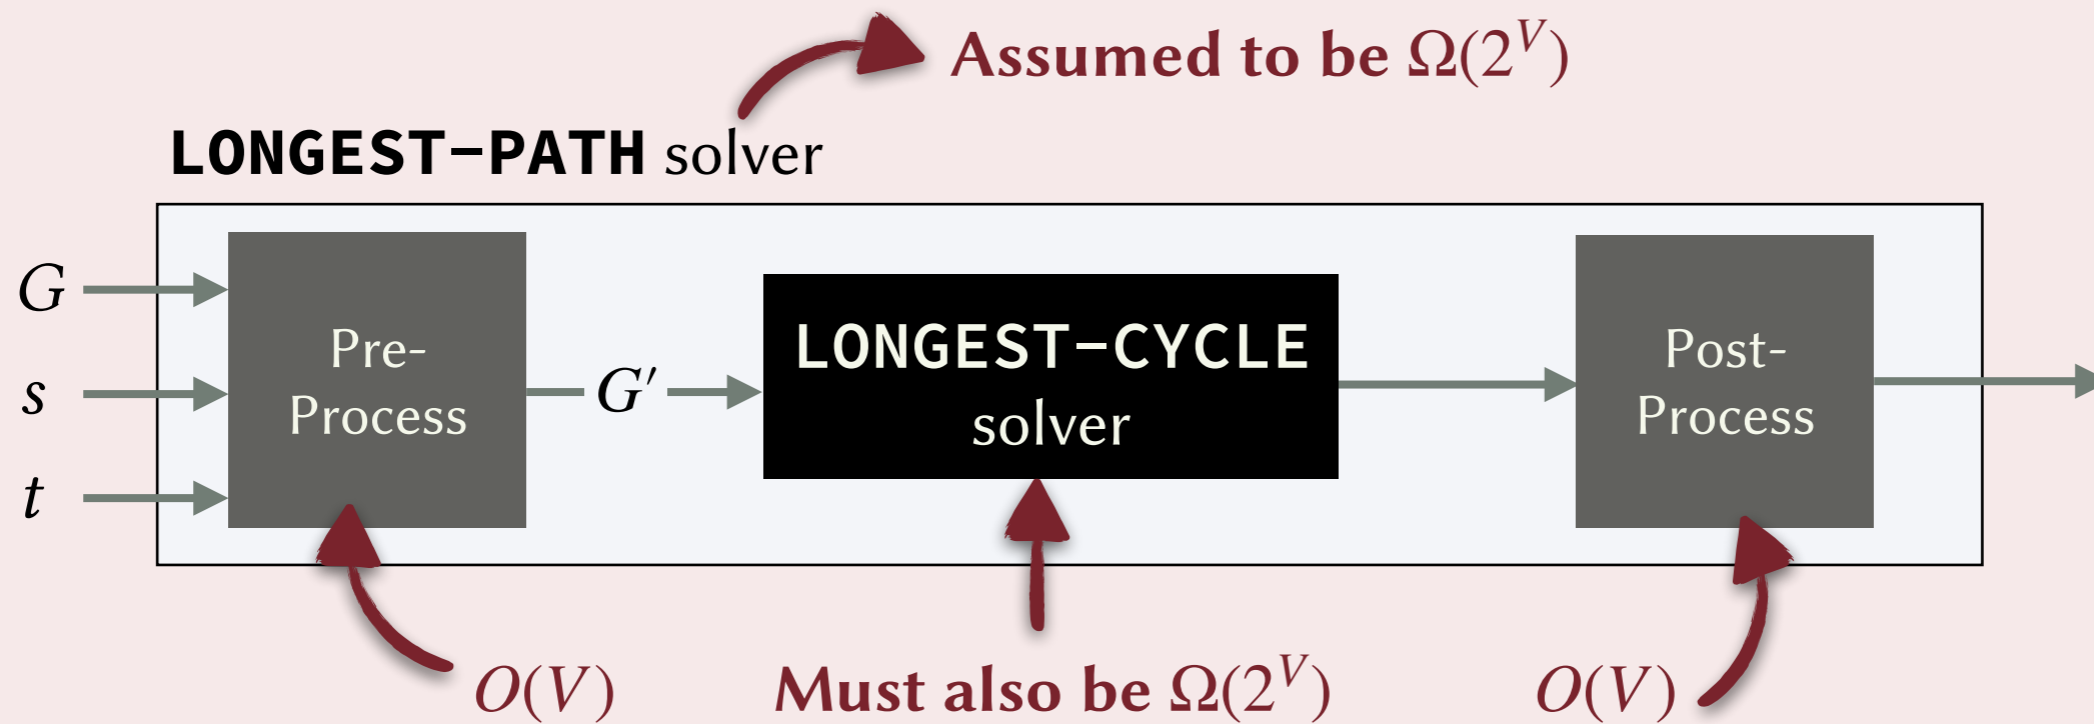 Assumed to be Ω(2^V)
LONGEST-PATH solver
G
s
t
Pre-
Process
G′
LONGEST-CYCLE
solver
Post-
Process
O(V)
Must also be Ω(2^V)
O(V)